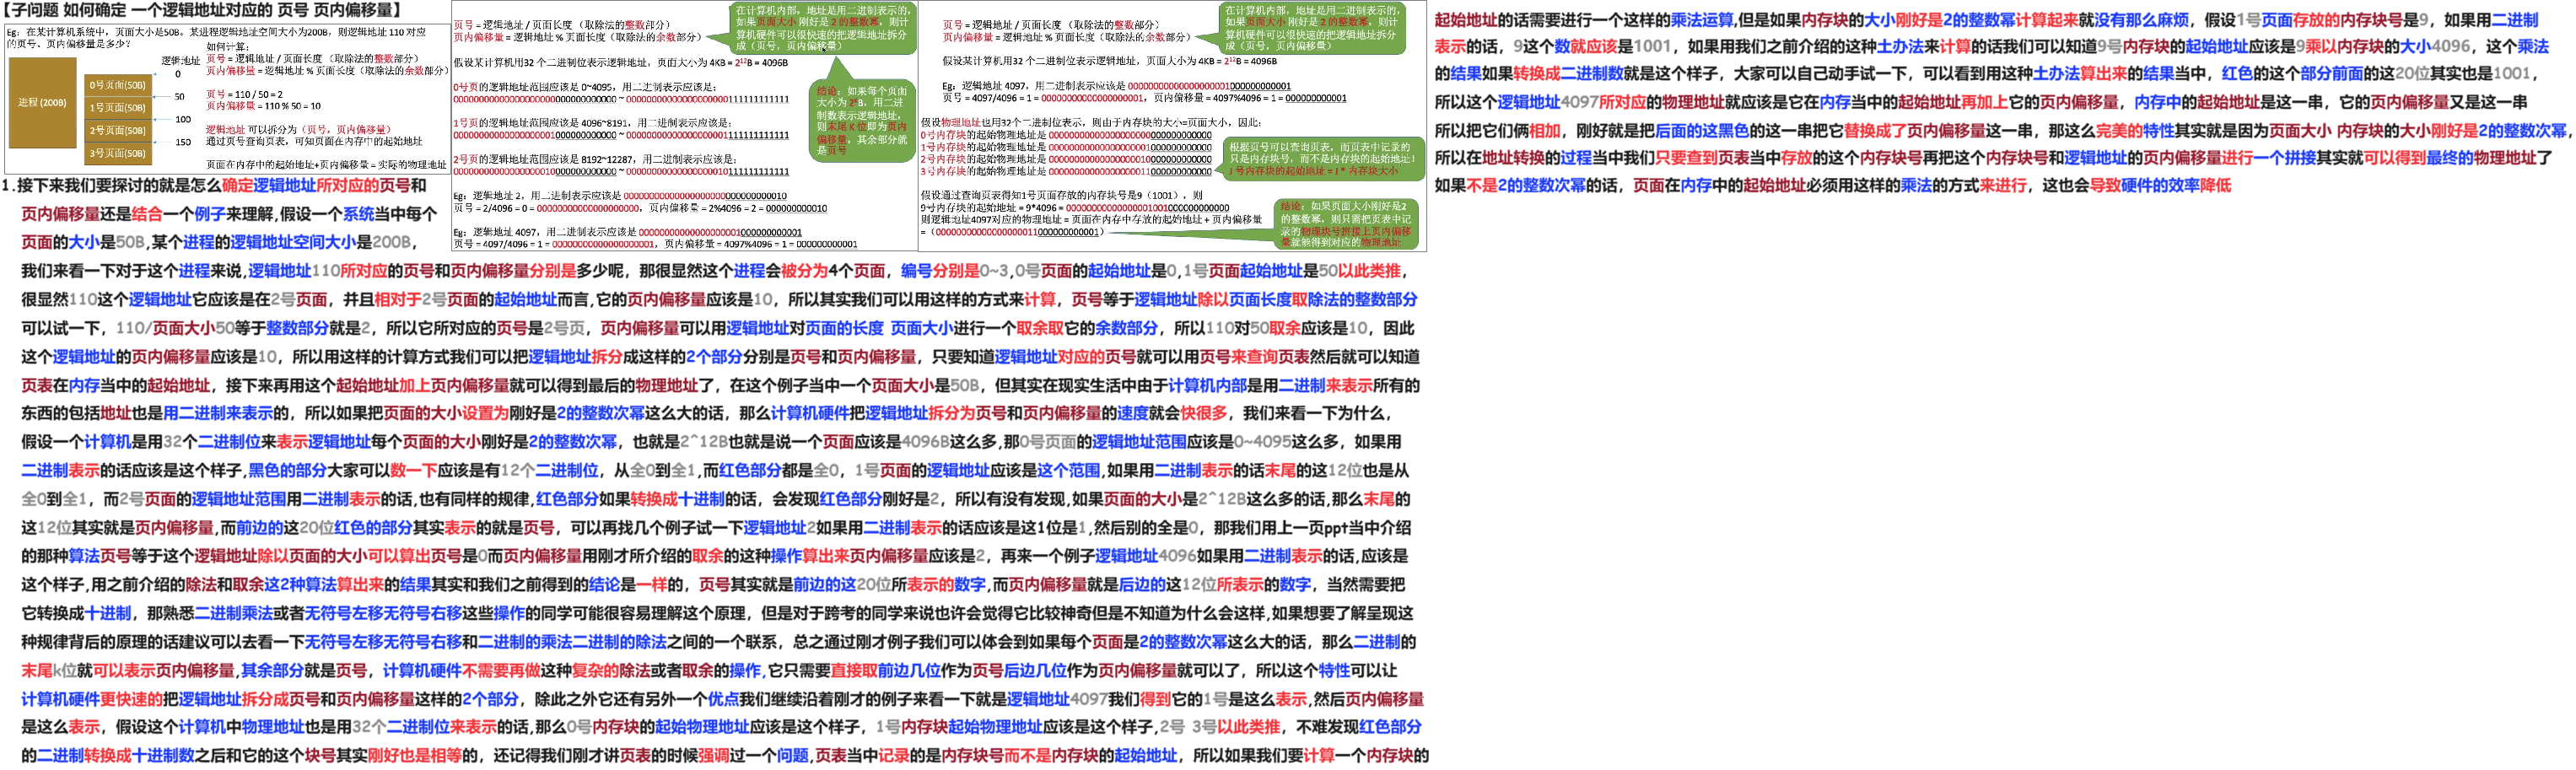 【子问题 如何确定 一个逻辑地址对应的 页号 页内偏移量】
Eg：在某计算机系统中，页面大小是50B。某进程逻辑地址空间大小为200B，则逻辑地址 110 对应
的页号、页内偏移量是多少？
如何计算：
页号 = 逻辑地址 / 页面长度 （取除法的整数部分）
页内偏移量 = 逻辑地址 % 页面长度（取除法的余数部分）
页号 = 110 / 50 = 2
页内偏移量 = 110 % 50 = 10
逻辑地址 可以拆分为（页号，页内偏移量）
通过页号查询页表，可知页面在内存中的起始地址
页面在内存中的起始地址+页内偏移量 = 实际的物理地址
进程 (200B)
逻辑地址
0
0号页面(50B)
50
1号页面(50B)
100
2号页面(50B)
150
3号页面(50B)
页号 = 逻辑地址 / 页面长度 （取除法的整数部分）
页内偏移量 = 逻辑地址 % 页面长度（取除法的余数部分）
在计算机内部，地址是用二进制表示的，
如果页面大小 刚好是 2 的整数幂，则计
算机硬件可以很快速的把逻辑地址拆分
成（页号，页内偏移量）
假设某计算机用32 个二进制位表示逻辑地址，页面大小为 4KB = 2^12B = 4096B
0号页的逻辑地址范围应该是 0~4095，用二进制表示应该是：
00000000000000000000000000000000 ~ 00000000000000000000111111111111
1号页的逻辑地址范围应该是 4096~8191，用二进制表示应该是：
00000000000000000001000000000000 ~ 00000000000000000001111111111111
2号页的逻辑地址范围应该是 8192~12287，用二进制表示应该是：
00000000000000000010000000000000 ~ 00000000000000000010111111111111
Eg：逻辑地址 2，用二进制表示应该是 00000000000000000000000000000010
页号 = 2/4096 = 0 = 00000000000000000000，页内偏移量 = 2%4096 = 2 = 000000000010
Eg：逻辑地址 4097，用二进制表示应该是 00000000000000000001000000000001
页号 = 4097/4096 = 1 = 00000000000000000001，页内偏移量 = 4097%4096 = 1 = 000000000001
结论：如果每个页面
大小为 2^kB，用二进
制数表示逻辑地址，
则末尾 K 位即为页内
偏移量，其余部分就
是页号
页号 = 逻辑地址 / 页面长度 （取除法的整数部分）
页内偏移量 = 逻辑地址 % 页面长度（取除法的余数部分）
在计算机内部，地址是用二进制表示的，
如果页面大小 刚好是 2 的整数幂，则计
算机硬件可以很快速的把逻辑地址拆分
成（页号，页内偏移量）
假设某计算机用32 个二进制位表示逻辑地址，页面大小为 4KB = 2^12B = 4096B
Eg：逻辑地址 4097，用二进制表示应该是 00000000000000000001000000000001
页号 = 4097/4096 = 1 = 00000000000000000001，页内偏移量 = 4097%4096 = 1 = 000000000001
假设物理地址也用32个二进制位表示，则由于内存块的大小=页面大小，因此：
0号内存块的起始物理地址是 00000000000000000000000000000000
1号内存块的起始物理地址是 00000000000000000001000000000000
2号内存块的起始物理地址是 00000000000000000010000000000000
3号内存块的起始物理地址是 00000000000000000011000000000000
根据页号可以查询页表，而页表中记录的
只是内存块号，而不是内存块的起始地址！
J 号内存块的起始地址 = J * 内存块大小
假设通过查询页表得知1号页面存放的内存块号是9（1001），则
9号内存块的起始地址 = 9*4096 = 00000000000000001001000000000000
则逻辑地址4097对应的物理地址 = 页面在内存中存放的起始地址 + 页内偏移量
结论：如果页面大小刚好是2
的整数幂，则只需把页表中记
录的物理块号拼接上页内偏移
量就能得到对应的物理地址
1.接下来我们要探讨的就是怎么确定逻辑地址所对应的页号和
页内偏移量还是结合一个例子来理解,假设一个系统当中每个
页面的大小是50B,某个进程的逻辑地址空间大小是200B,
我们来看一下对于这个进程来说,逻辑地址110所对应的页号和页内偏移量分别是多少呢，那很显然这个进程会被分为4个页面，编号分别是0~3,0号页面的起始地址是0,1号页面起始地址是50以此类推，
很显然110这个逻辑地址它应该是在2号页面，并且相对于2号页面的起始地址而言,它的页内偏移量应该是10，所以其实我们可以用这样的方式来计算，页号等于逻辑地址除以页面长度取除法的整数部分
可以试一下，110/页面大小50等于整数部分就是2，所以它所对应的页号是2号页，页内偏移量可以用逻辑地址对页面的长度 页面大小进行一个取余取它的余数部分，所以110对50取余应该是10，因此
这个逻辑地址的页内偏移量应该是10，所以用这样的计算方式我们可以把逻辑地址拆分成这样的2个部分分别是页号和页内偏移量，只要知道逻辑地址对应的页号就可以用页号来查询页表然后就可以知道
页表在内存当中的起始地址，接下来再用这个起始地址加上页内偏移量就可以得到最后的物理地址了，在这个例子当中一个页面大小是50B，但其实在现实生活中由于计算机内部是用二进制来表示所有的
东西的包括地址也是用二进制来表示的，所以如果把页面的大小设置为刚好是2的整数次幂这么大的话，那么计算机硬件把逻辑地址拆分为页号和页内偏移量的速度就会快很多，我们来看一下为什么，
假设一个计算机是用32个二进制位来表示逻辑地址每个页面的大小刚好是2的整数次幂，也就是2^12B也就是说一个页面应该是4096B这么多,那0号页面的逻辑地址范围应该是0~4095这么多，如果用
二进制表示的话应该是这个样子,黑色的部分大家可以数一下应该是有12个二进制位，从全0到全1,而红色部分都是全0，1号页面的逻辑地址应该是这个范围,如果用二进制表示的话末尾的这12位也是从
全0到全1，而2号页面的逻辑地址范围用二进制表示的话,也有同样的规律,红色部分如果转换成十进制的话，会发现红色部分刚好是2，所以有没有发现,如果页面的大小是2^12B这么多的话,那么末尾的
这12位其实就是页内偏移量,而前边的这20位红色的部分其实表示的就是页号，可以再找几个例子试一下逻辑地址2如果用二进制表示的话应该是这1位是1,然后别的全是0，那我们用上一页ppt当中介绍
的那种算法页号等于这个逻辑地址除以页面的大小可以算出页号是0而页内偏移量用刚才所介绍的取余的这种操作算出来页内偏移量应该是2，再来一个例子逻辑地址4096如果用二进制表示的话,应该是
这个样子,用之前介绍的除法和取余这2种算法算出来的结果其实和我们之前得到的结论是一样的，页号其实就是前边的这20位所表示的数字,而页内偏移量就是后边的这12位所表示的数字，当然需要把
它转换成十进制，那熟悉二进制乘法或者无符号左移无符号右移这些操作的同学可能很容易理解这个原理，但是对于跨考的同学来说也许会觉得它比较神奇但是不知道为什么会这样,如果想要了解呈现这
种规律背后的原理的话建议可以去看一下无符号左移无符号右移和二进制的乘法二进制的除法之间的一个联系，总之通过刚才例子我们可以体会到如果每个页面是2的整数次幂这么大的话，那么二进制的
末尾k位就可以表示页内偏移量,其余部分就是页号，计算机硬件不需要再做这种复杂的除法或者取余的操作,它只需要直接取前边几位作为页号后边几位作为页内偏移量就可以了，所以这个特性可以让
计算机硬件更快速的把逻辑地址拆分成页号和页内偏移量这样的2个部分，除此之外它还有另外一个优点我们继续沿着刚才的例子来看一下就是逻辑地址4097我们得到它的1号是这么表示,然后页内偏移量
是这么表示，假设这个计算机中物理地址也是用32个二进制位来表示的话,那么0号内存块的起始物理地址应该是这个样子，1号内存块起始物理地址应该是这个样子,2号 3号以此类推，不难发现红色部分
的二进制转换成十进制数之后和它的这个块号其实刚好也是相等的，还记得我们刚才讲页表的时候强调过一个问题,页表当中记录的是内存块号而不是内存块的起始地址，所以如果我们要计算一个内存块的
起始地址的话需要进行一个这样的乘法运算,但是如果内存块的大小刚好是2的整数幂计算起来就没有那么麻烦，假设1号页面存放的内存块号是9，如果用二进制
表示的话，9这个数就应该是1001，如果用我们之前介绍的这种土办法来计算的话我们可以知道9号内存块的起始地址应该是9乘以内存块的大小4096，这个乘法
的结果如果转换成二进制数就是这个样子，大家可以自己动手试一下，可以看到用这种土办法算出来的结果当中，红色的这个部分前面的这20位其实也是1001，
所以这个逻辑地址4097所对应的物理地址就应该是它在内存当中的起始地址再加上它的页内偏移量，内存中的起始地址是这一串，它的页内偏移量又是这一串
所以把它们俩相加，刚好就是把后面的这黑色的一串把它替换成了页内偏移量这一串，那这么完美的特性其实就是因为页面大小 内存块的大小刚好是2的整数次幂，
所以在地址转换的过程当中我们只要查到页表当中存放的这个内存块号再把这个内存块号和逻辑地址的页内偏移量进行一个拼接其实就可以得到最终的物理地址了
如果不是2的整数次幂的话，页面在内存中的起始地址必须用这样的乘法的方式来进行，这也会导致硬件的效率降低